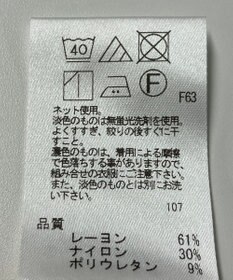 40
F
F63
ネット使用。
淡色のものは無蛍光洗剤を使用。
よくすすぎ、絞りの後すぐに干
すこと。
濃色のものは、着用による摩擦
で色落ちする事がありますので、
組み合せの衣服にご注意下さい。
また、淡色のものとは別にお洗
い下さい。
107
品質
レーヨン 61%
ナイロン 30%
ポリウレタン 9%